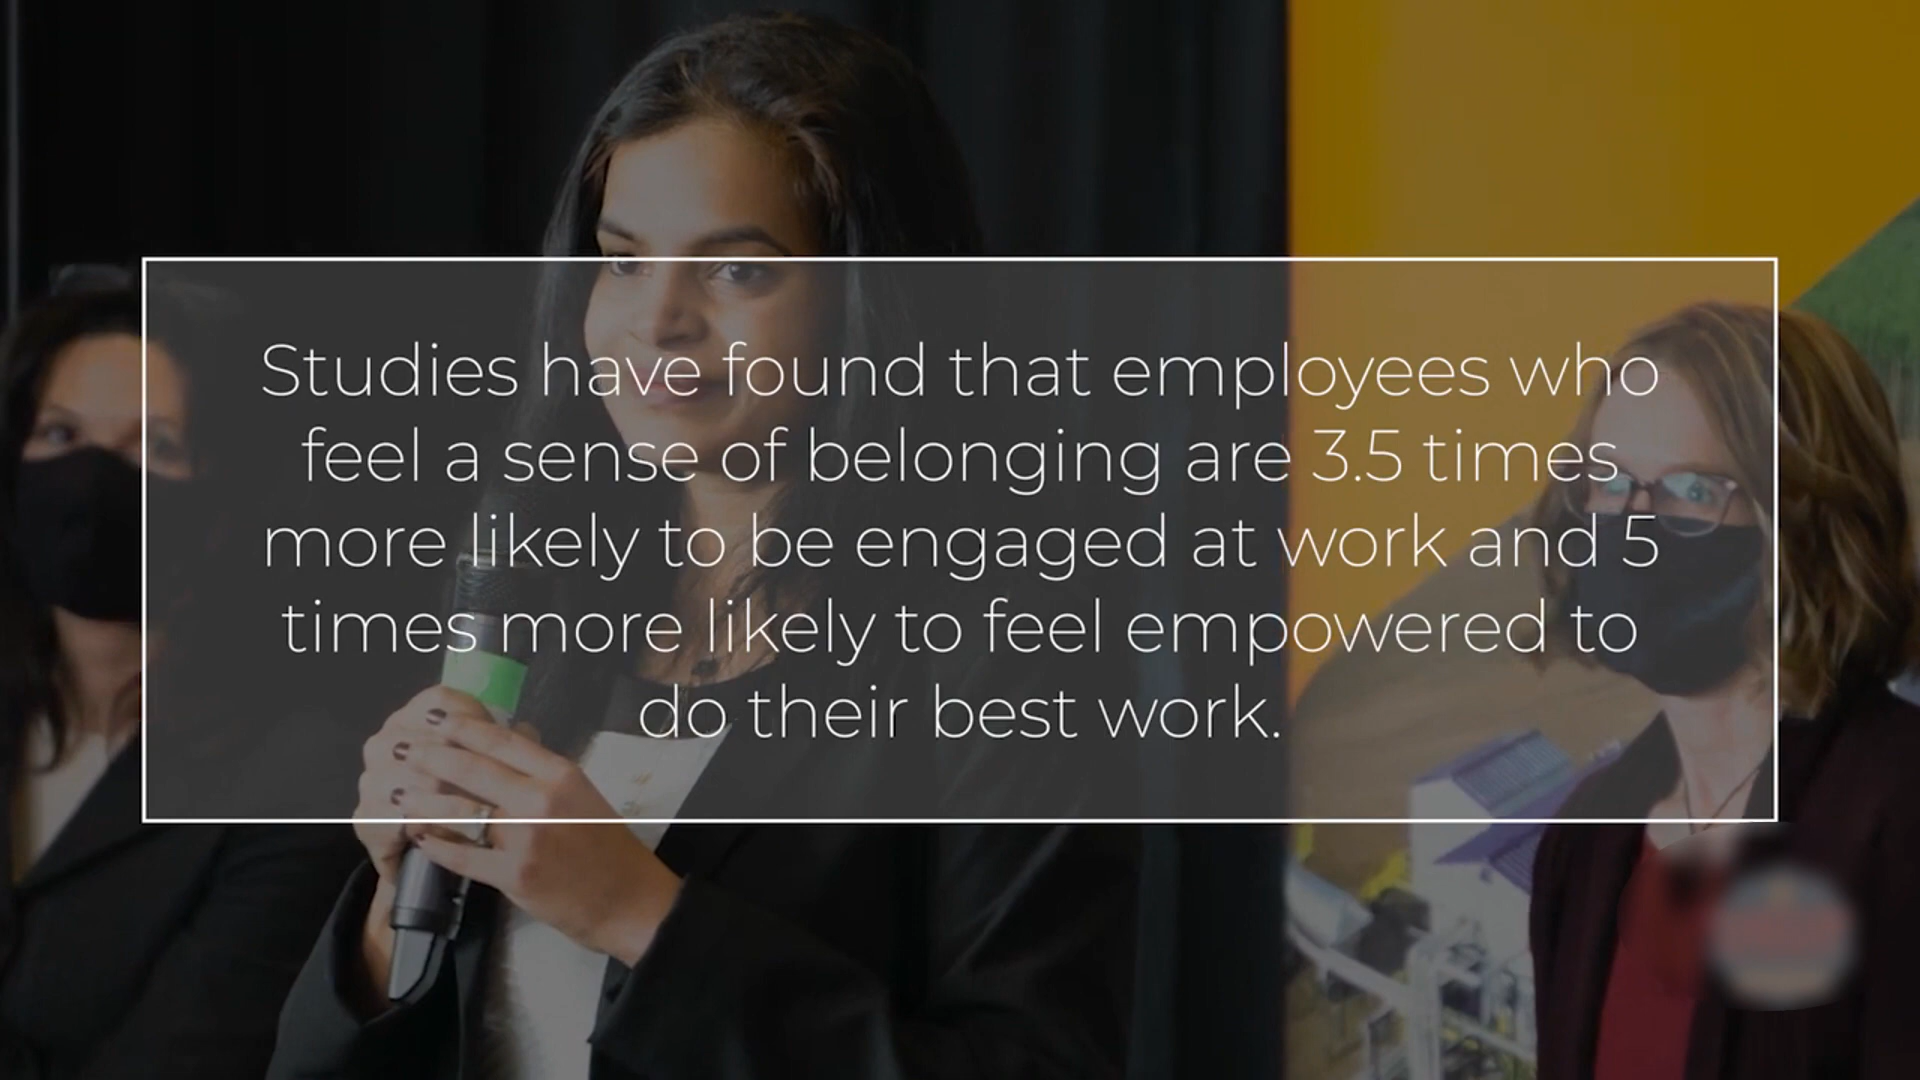 Studies have found that employees who
feel a sense of belonging are 3.5 times
more likely to be engaged at work and 5
times more likely to feel empowered to
do their best work.